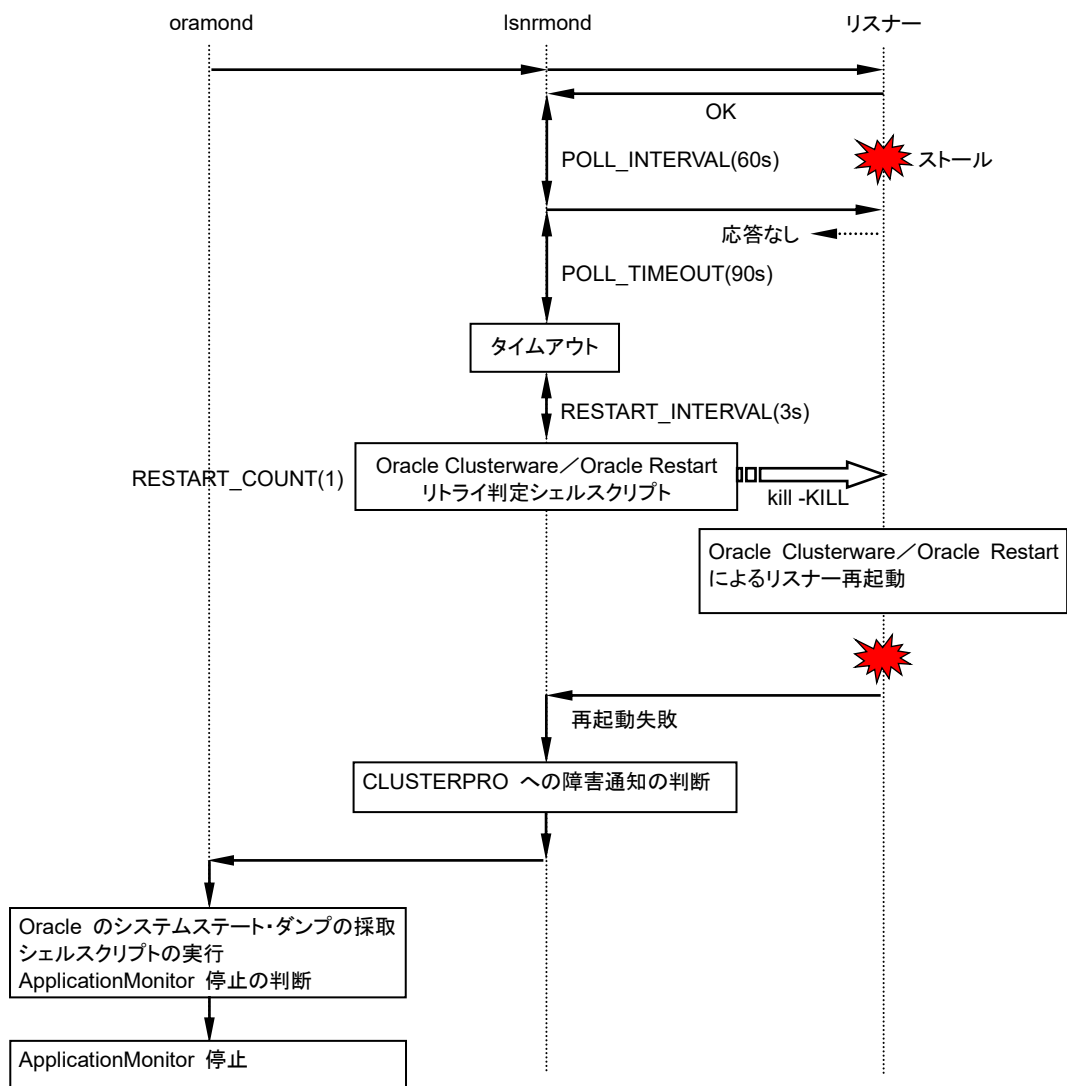 oramond
lsnrmond
リスナー
OK
POLL_INTERVAL(60s)
ストール
応答なし
POLL_TIMEOUT(90s)
タイムアウト
RESTART_INTERVAL(3s)
RESTART_COUNT(1)
Oracle Clusterware/Oracle Restart
リトライ判定シェルスクリプト
kill -KILL
Oracle Clusterware/Oracle Restart
によるリスナー再起動
再起動失敗
CLUSTERPRO への障害通知の判断
Oracle のシステムステート・ダンプの採取
シェルスクリプトの実行
ApplicationMonitor 停止の判断
ApplicationMonitor 停止